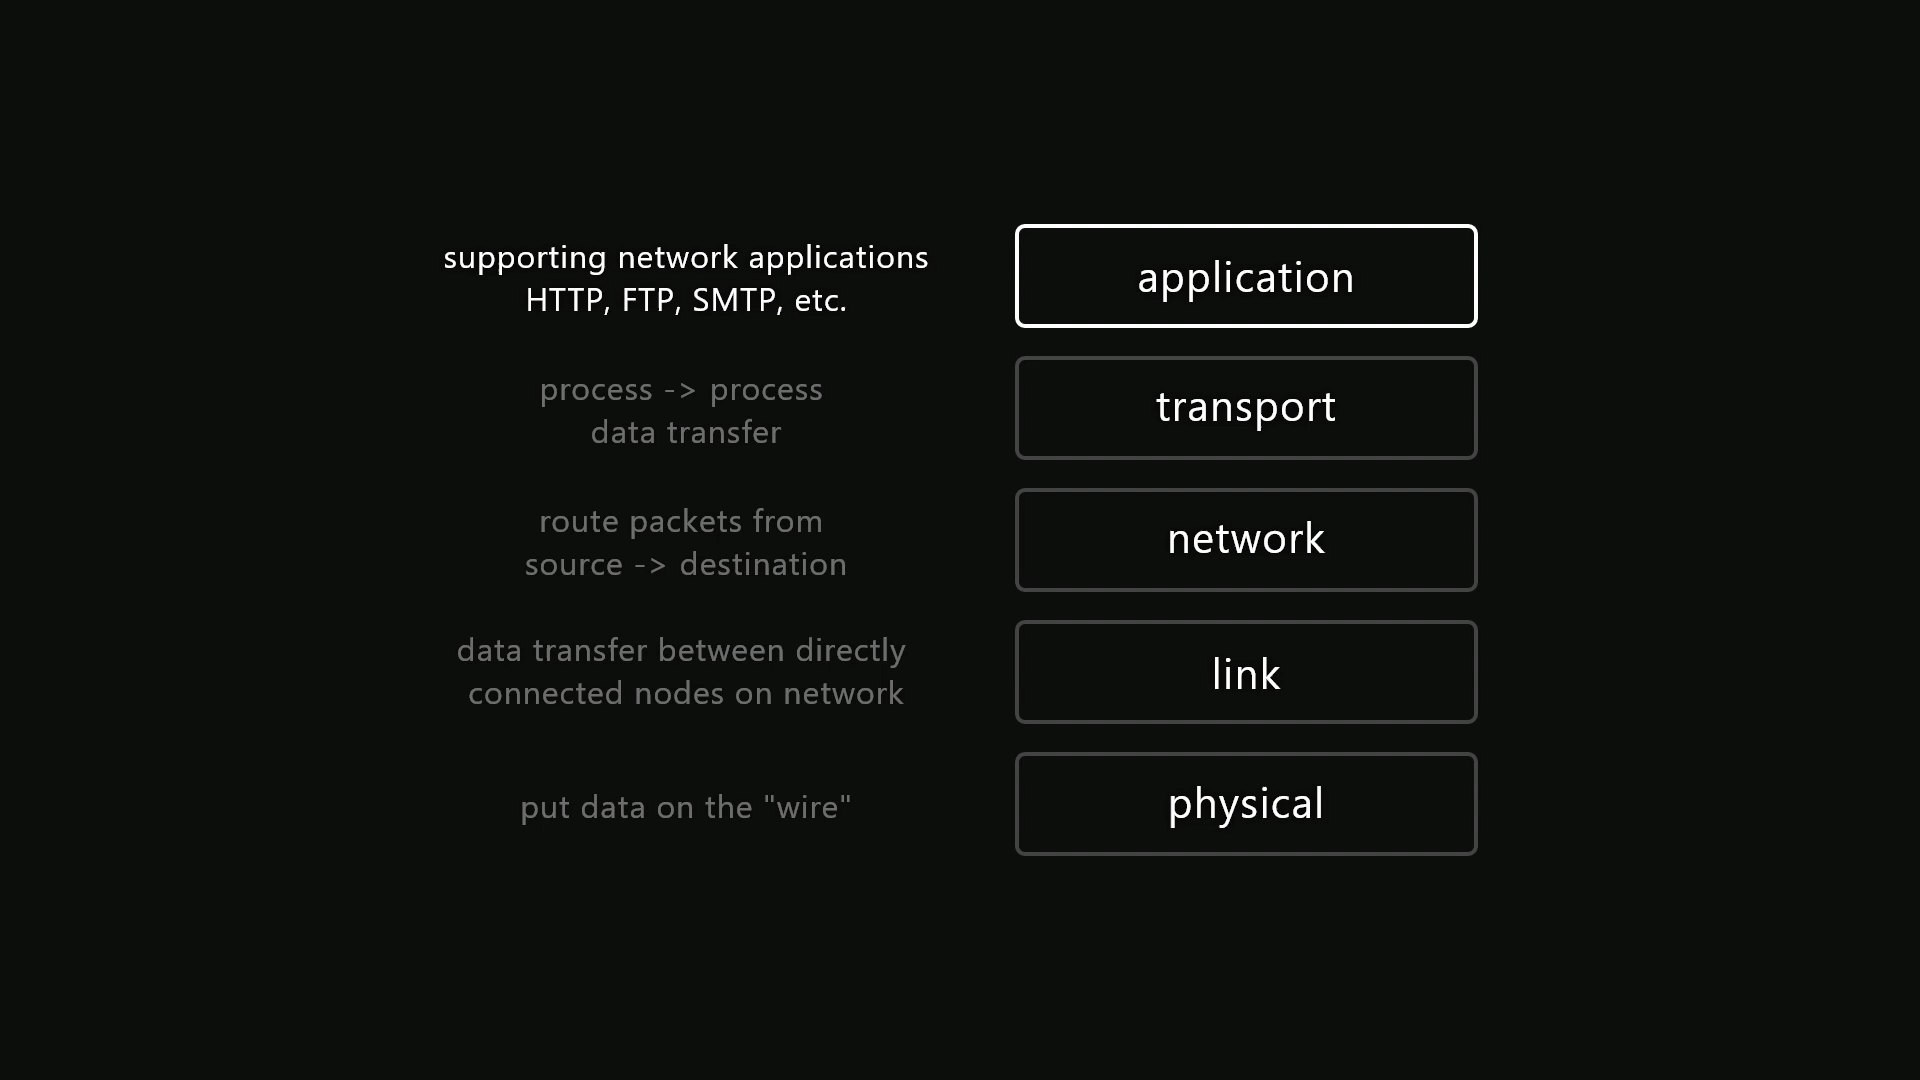 supporting network applications
HTTP, FTP, SMTP, etc.
application
process -> process
data transfer
transport
route packets from
source -> destination
network
data transfer between directly
connected nodes on network
link
put data on the "wire"
physical